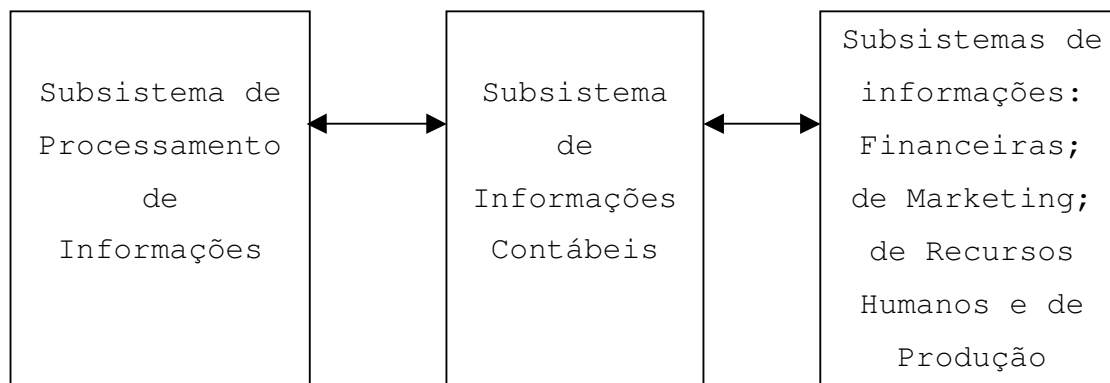 Subsistema de
Processamento
de
Informações
Subsistema
de
Informações
Contábeis
Subsistemas de
informações:
Financeiras;
de Marketing;
de Recursos
Humanos e de
Produção